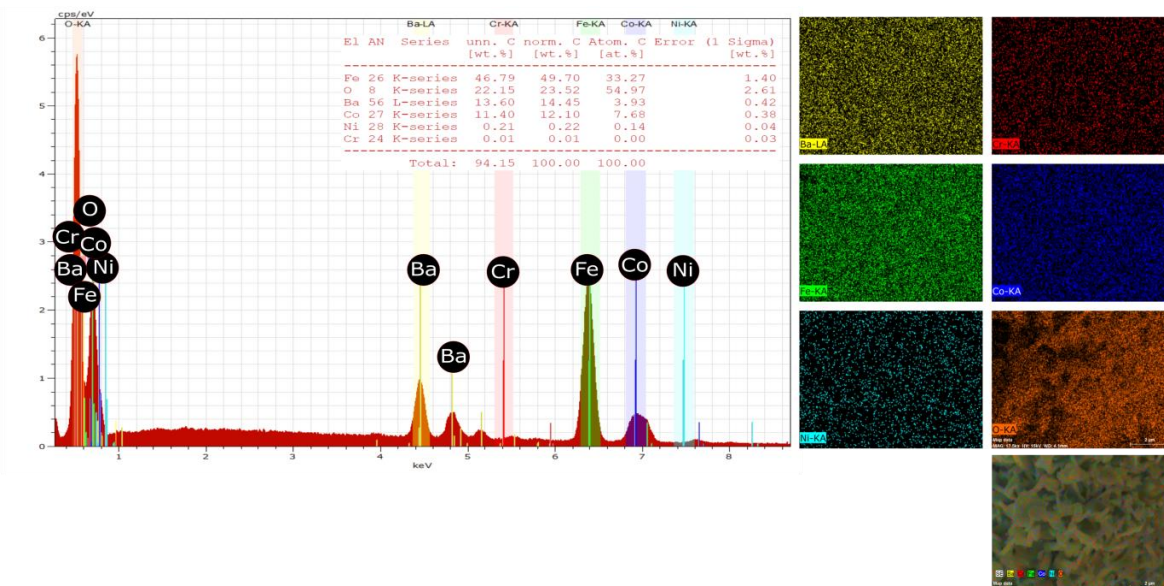 cps/eV
O-KA Ba-LA Cr-KA Fe-KA Co-KA Ni-KA
El AN Series unn. C norm. C Atom. C Error (1 Sigma)
[wt.%] [wt.%] [at.%] [wt.%]
Fe 26 K-series 46.79 49.70 33.27 1.40
O 8 K-series 22.15 23.52 54.97 2.61
Ba 56 L-series 13.60 14.45 3.93 0.42
Co 27 K-series 11.40 12.10 7.68 0.38
Ni 28 K-series 0.21 0.22 0.14 0.04
Cr 24 K-series 0.01 0.01 0.00 0.03
Total: 94.15 100.00 100.00
6
5
4
3
2
1
0
O
Cr Co
Ba Ni
Fe
Ba
Ba
Cr
Fe
Co
Ni
1 2 3 4 5 6 7 8
keV
Ba-LA
Cr-KA
Fe-KA
Co-KA
Ni-KA
O-KA
Map data
2 µm
Map data
2 µm